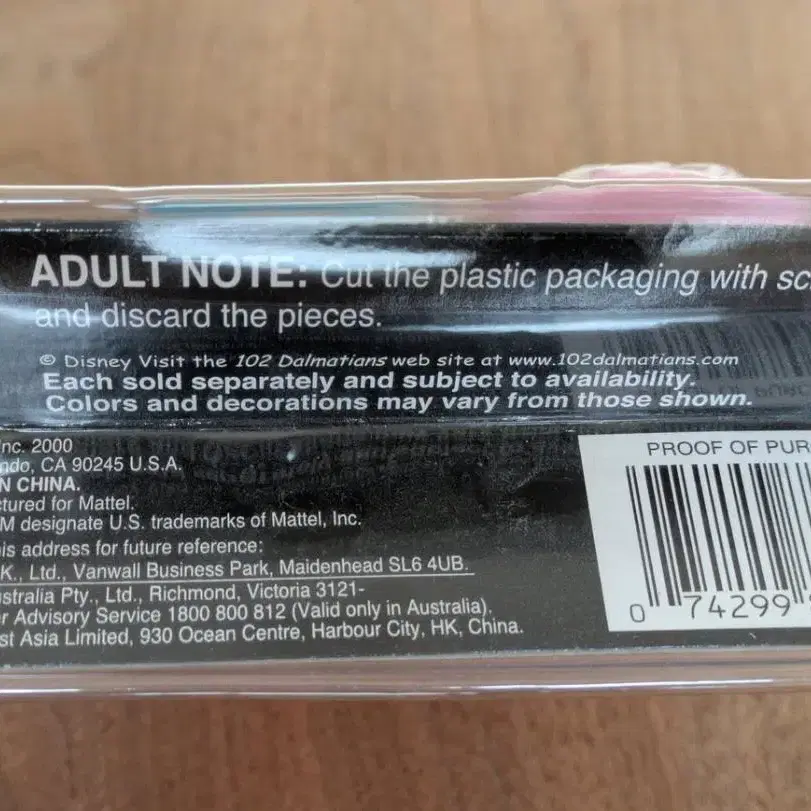 ADULT NOTE: Cut the plastic packaging with sc
and discard the pieces.
© Disney Visit the 102 Dalmatians web site at www.102dalmatians.com
Each sold separately and subject to availability.
Colors and decorations may vary from those shown.
Inc. 2000
ndo, CA 90245 U.S.A.
N CHINA.
ctured for Mattel.
M designate U.S. trademarks of Mattel, Inc.
is address for future reference:
K., Ltd., Vanwall Business Park, Maidenhead SL6 4UB.
stralia Pty., Ltd., Richmond, Victoria 3121-
er Advisory Service 1800 800 812 (Valid only in Australia).
st Asia Limited, 930 Ocean Centre, Harbour City, HK, China.
PROOF OF PUR
0 74299